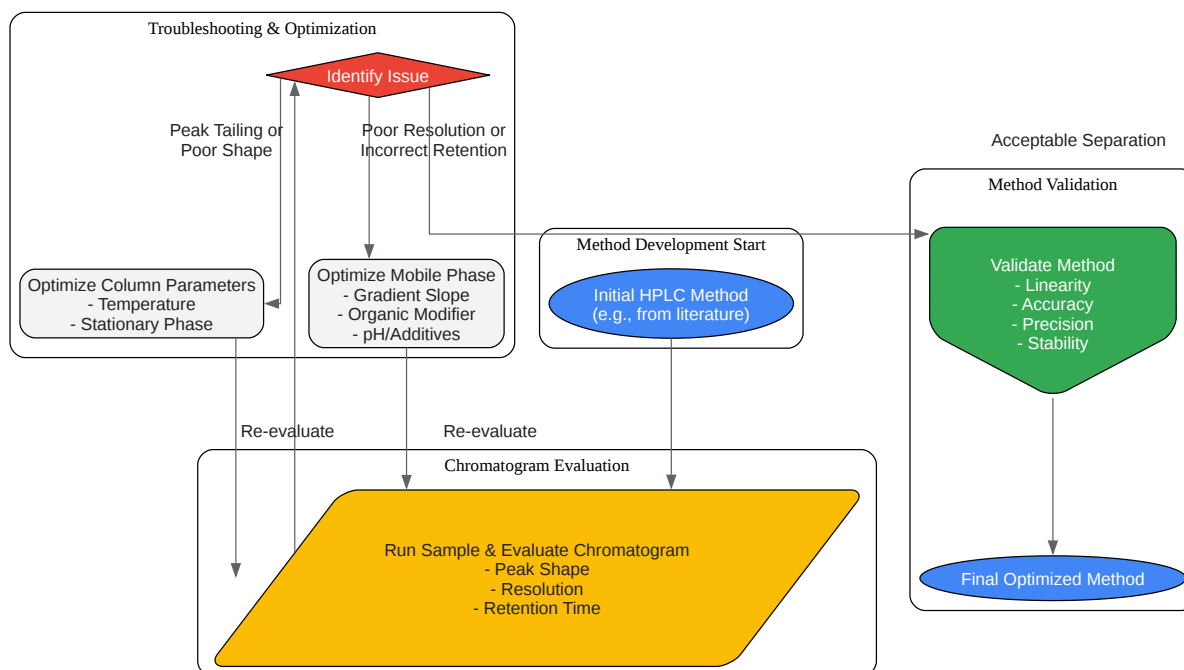 Troubleshooting & Optimization
Identify Issue
Peak Tailing or
Poor Shape
Poor Resolution or
Incorrect Retention
Acceptable Separation
Method Validation
Method Development Start
Optimize Column Parameters
- Temperature
- Stationary Phase
Optimize Mobile Phase
- Gradient Slope
- Organic Modifier
- pH/Additives
Initial HPLC Method
(e.g., from literature)
Validate Method
- Linearity
- Accuracy
- Precision
- Stability
Re-evaluate
Re-evaluate
Chromatogram Evaluation
Run Sample & Evaluate Chromatogram
- Peak Shape
- Resolution
- Retention Time
Final Optimized Method